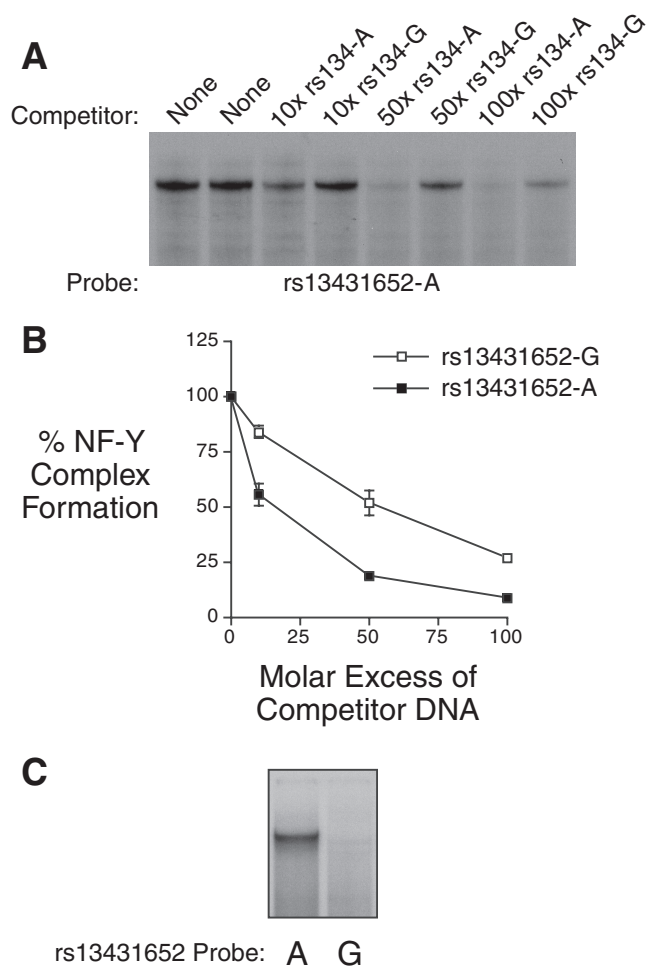 A
Competitor:
None
None
10x rs134-A
10x rs134-G
50x rs134-A
50x rs134-G
100x rs134-A
100x rs134-G
Probe:
rs13431652-A
B
% NF-Y
Complex
Formation
125
100
75
50
25
0
rs13431652-G
rs13431652-A
0
25
50
75
100
Molar Excess of
Competitor DNA
C
rs13431652 Probe: A G